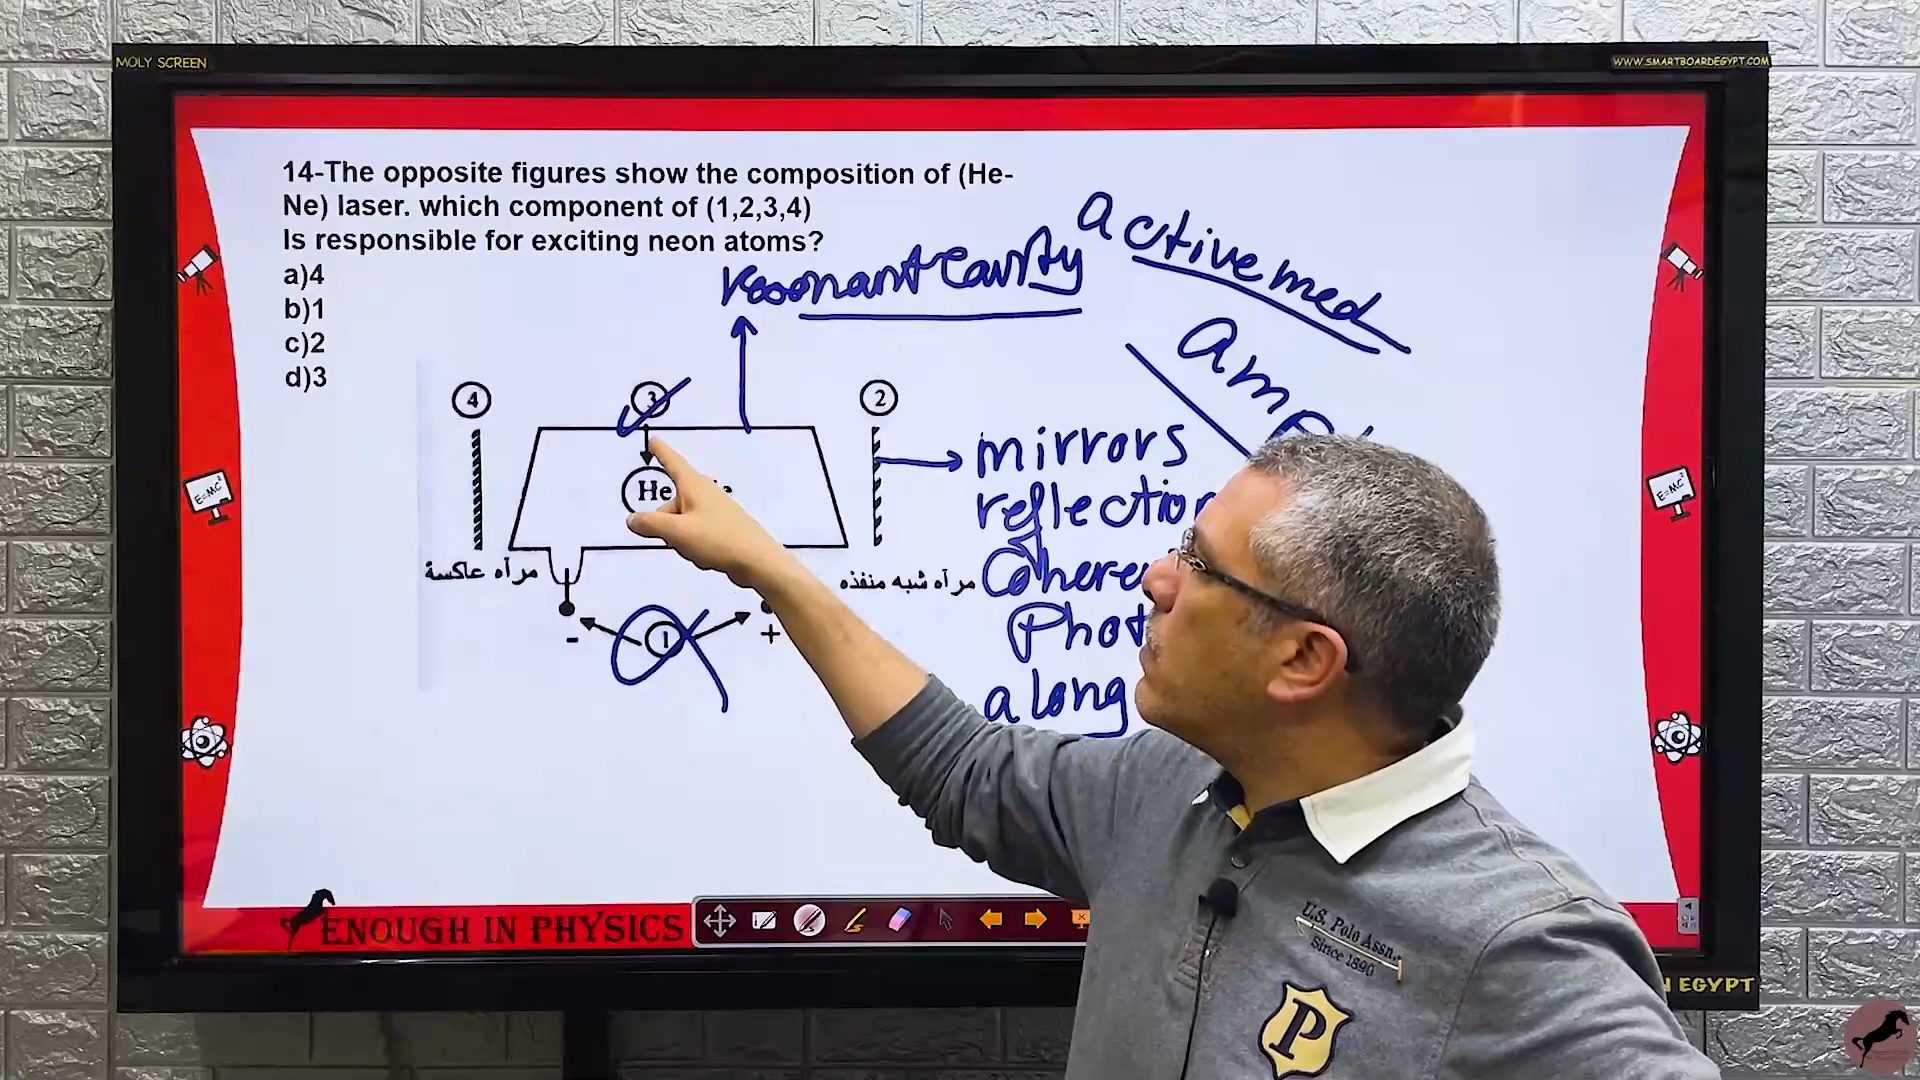 MOLY SCREEN
WWW.SMARTBOARDEGYPT.COM
14-The opposite figures show the composition of (He-
Ne) laser. which component of (1,2,3,4)
Is responsible for exciting neon atoms?
a)4
b)1
c)2
d)3
resonant cavity
active med
amp
4
3
2
mirrors
reflection
He
مرآه عاكسة
مرآه شبه منفذه
Cohere
Phot
along
-
1
+
E=MC²
E=MC²
ENOUGH IN PHYSICS
U.S. Polo Assn.
Since 1890
P
EGYPT